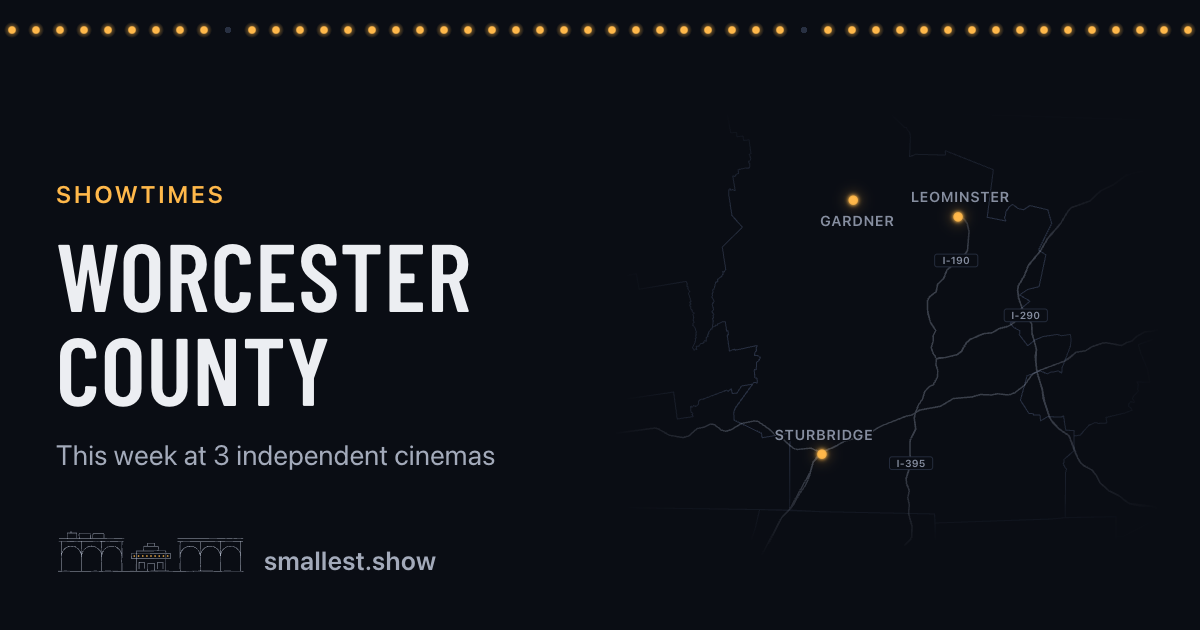 SHOWTIMES
WORCESTER
COUNTY
This week at 3 independent cinemas
smallest.show
LEOMINSTER
GARDNER
I-190
I-290
STURBRIDGE
I-395